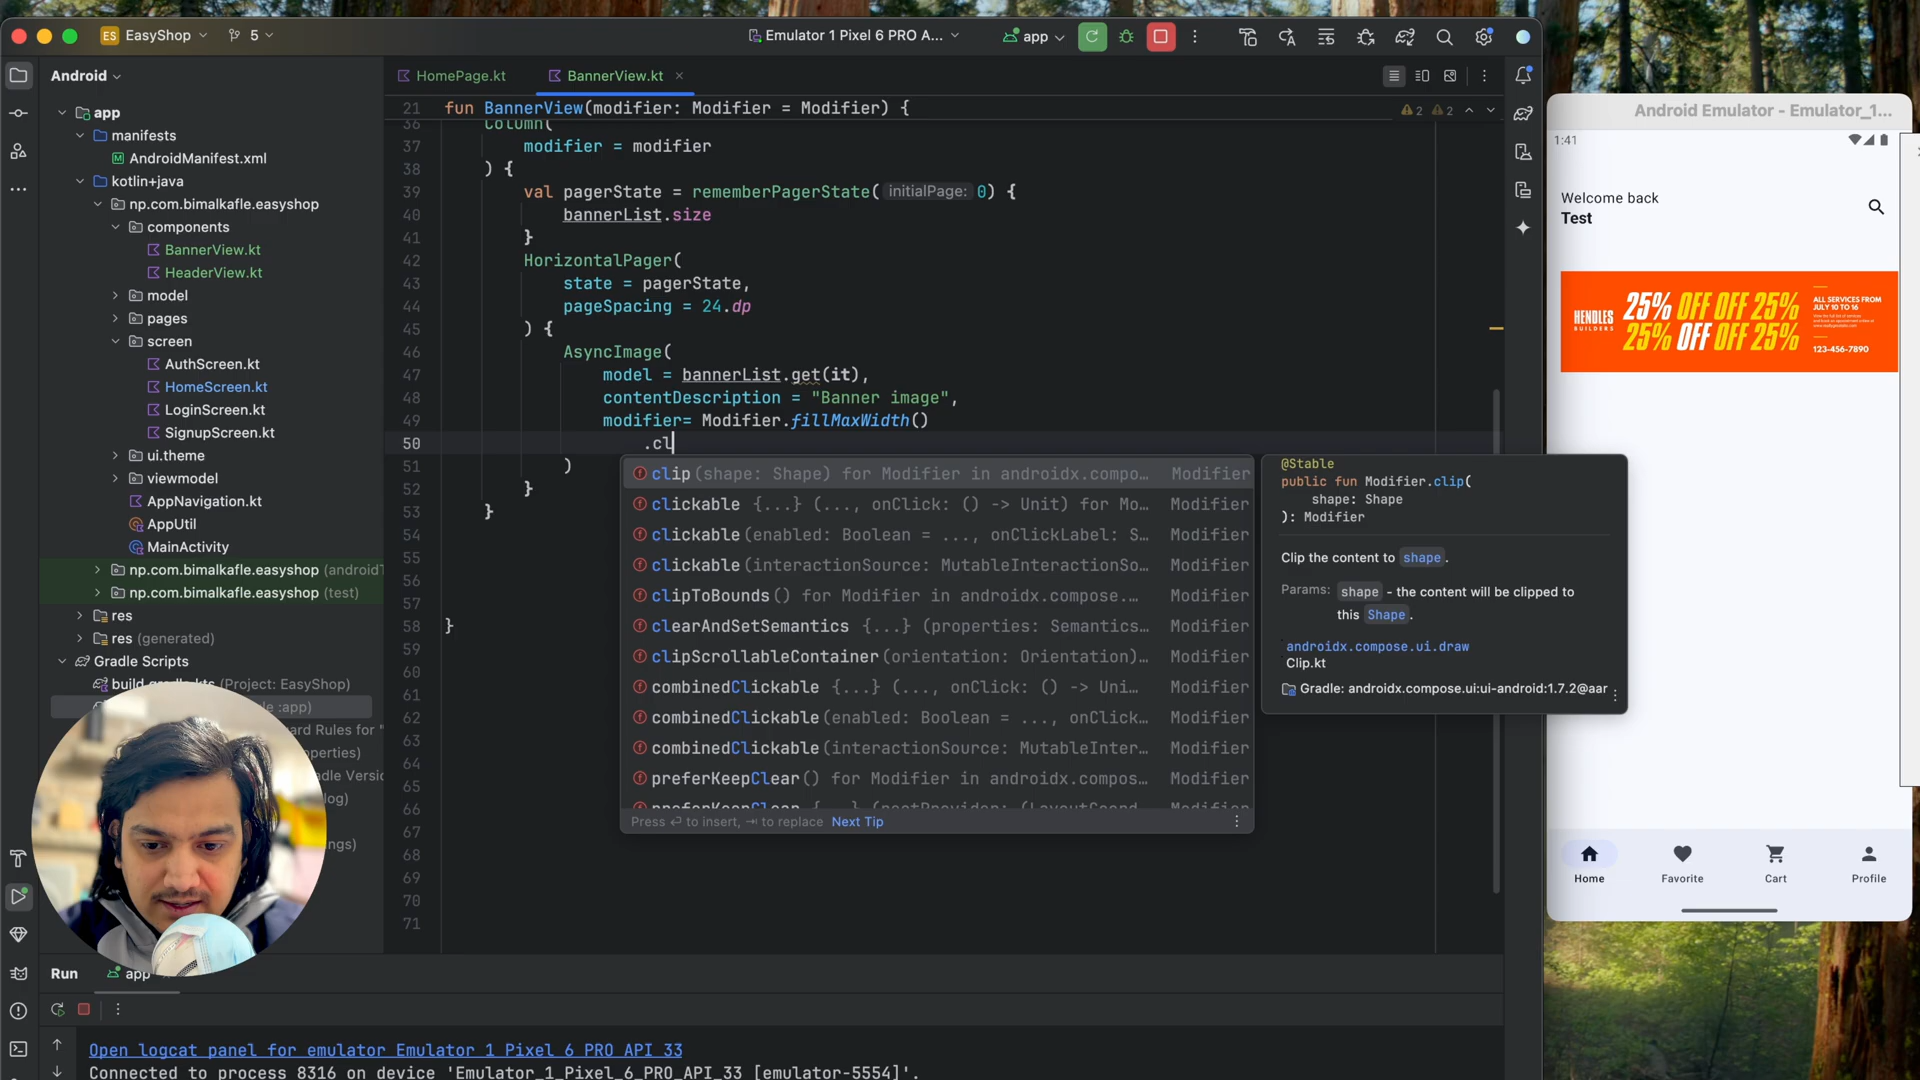 ES EasyShop
5
Emulator 1 Pixel 6 PRO A...
app
Android
HomePage.kt
BannerView.kt
app
manifests
AndroidManifest.xml
kotlin+java
np.com.bimalkafle.easyshop
components
BannerView.kt
HeaderView.kt
model
pages
screen
AuthScreen.kt
HomeScreen.kt
LoginScreen.kt
SignupScreen.kt
ui.theme
viewmodel
AppNavigation.kt
AppUtil
MainActivity
np.com.bimalkafle.easyshop (androidT
np.com.bimalkafle.easyshop (test)
res
res (generated)
Gradle Scripts
build.gradle.kts (Project: EasyShop)
:app)
ard Rules for "
operties)
adle Versio
ngs)
21 fun BannerView(modifier: Modifier = Modifier) {
2 2
36 Column(
37 modifier = modifier
38 ) {
39 val pagerState = rememberPagerState( initialPage: 0) {
40 bannerList.size
41 }
42 HorizontalPager(
43 state = pagerState,
44 pageSpacing = 24.dp
45 ) {
46 AsyncImage(
47 model = bannerList.get(it),
48 contentDescription = "Banner image",
49 modifier= Modifier.fillMaxWidth()
50 .cl
51 )
52 }
53 }
54
55
56
57
58 }
59
60
61
62
63
64
65
66
67
68
69
70
71
clip(shape: Shape) for Modifier in androidx.compo... Modifier
clickable {...} (..., onClick: () -> Unit) for Mo... Modifier
clickable(enabled: Boolean = ..., onClickLabel: S... Modifier
clickable(interactionSource: MutableInteractionSo... Modifier
clipToBounds() for Modifier in androidx.compose.... Modifier
clearAndSetSemantics {...} (properties: Semantics... Modifier
clipScrollableContainer(orientation: Orientation)... Modifier
combinedClickable {...} (..., onClick: () -> Uni... Modifier
combinedClickable(enabled: Boolean = ..., onClick... Modifier
combinedClickable(interactionSource: MutableInter... Modifier
preferKeepClear() for Modifier in androidx.compos... Modifier
preferKeepClear {...} (rectProvider: (LayoutCoord... Modifier
Press ⏎ to insert, ⇥ to replace Next Tip
@Stable
public fun Modifier.clip(
shape: Shape
): Modifier
Clip the content to shape.
Params: shape - the content will be clipped to
this Shape.
androidx.compose.ui.draw
Clip.kt
Gradle: androidx.compose.ui:ui-android:1.7.2@aar
Run
app
Open logcat panel for emulator Emulator 1 Pixel 6 PRO API 33
Connected to process 8316 on device 'Emulator_1_Pixel_6_PRO_API_33 [emulator-5554]'.
Android Emulator - Emulator_1...
1:41
Welcome back
Test
HENDLES
BUILDERS
25% OFF OFF 25%
25% OFF OFF 25%
ALL SERVICES FROM
JULY 10 TO 16
123-456-7890
Home
Favorite
Cart
Profile